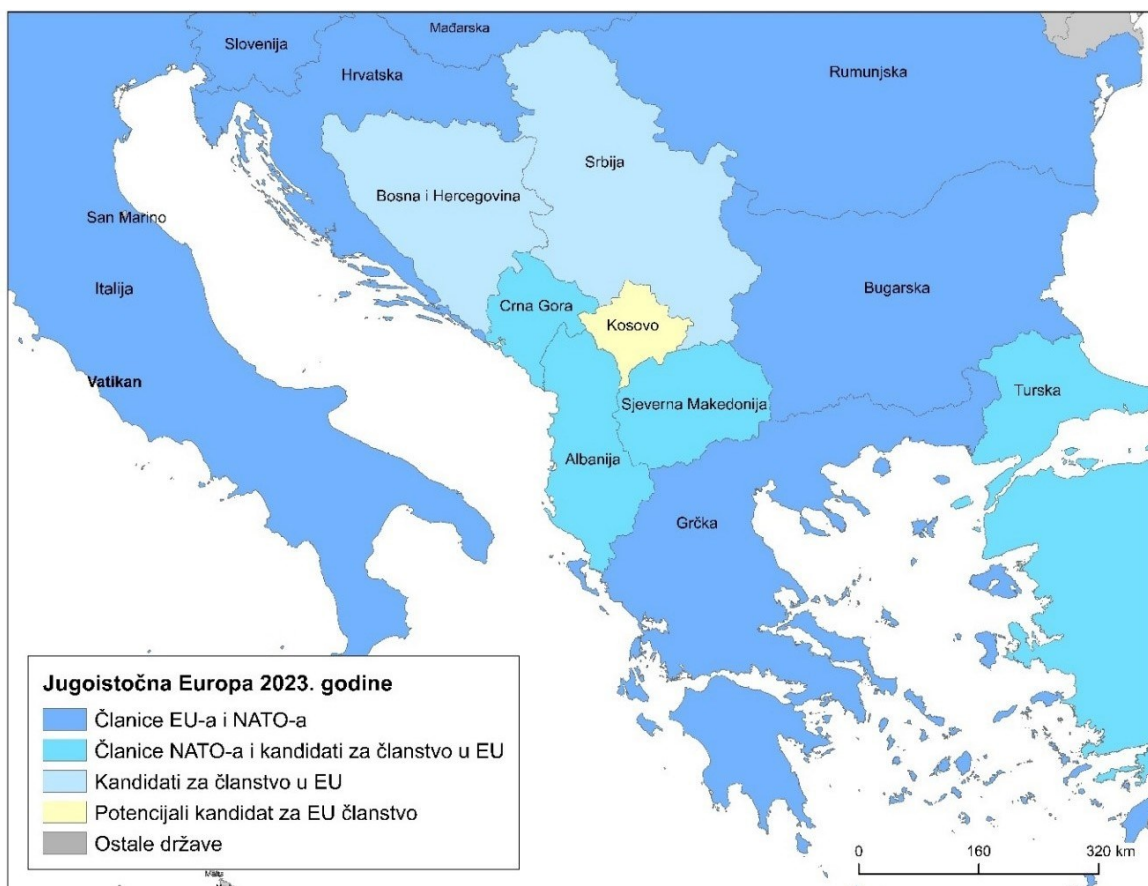 Mađarska
Slovenija
Hrvatska
Rumunjska
Srbija
Bosna i Hercegovina
San Marino
Italija
Crna Gora
Bugarska
Kosovo
Vatikan
Turska
Sjeverna Makedonija
Albanija
Grčka
Jugoistočna Europa 2023. godine
Članice EU-a i NATO-a
Članice NATO-a i kandidati za članstvo u EU
Kandidati za članstvo u EU
Potencijali kandidat za EU članstvo
Ostale države
0 160 320 km
Malta